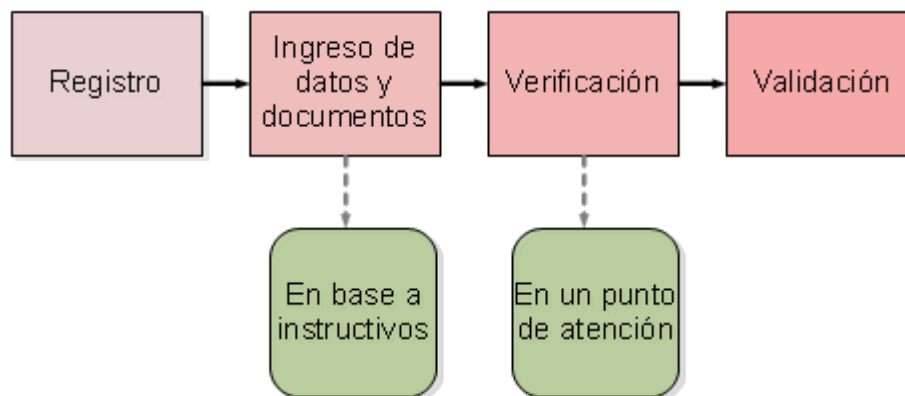 Registro
Ingreso de
datos y
documentos
Verificación
Validación
En base a
instructivos
En un punto
de atención